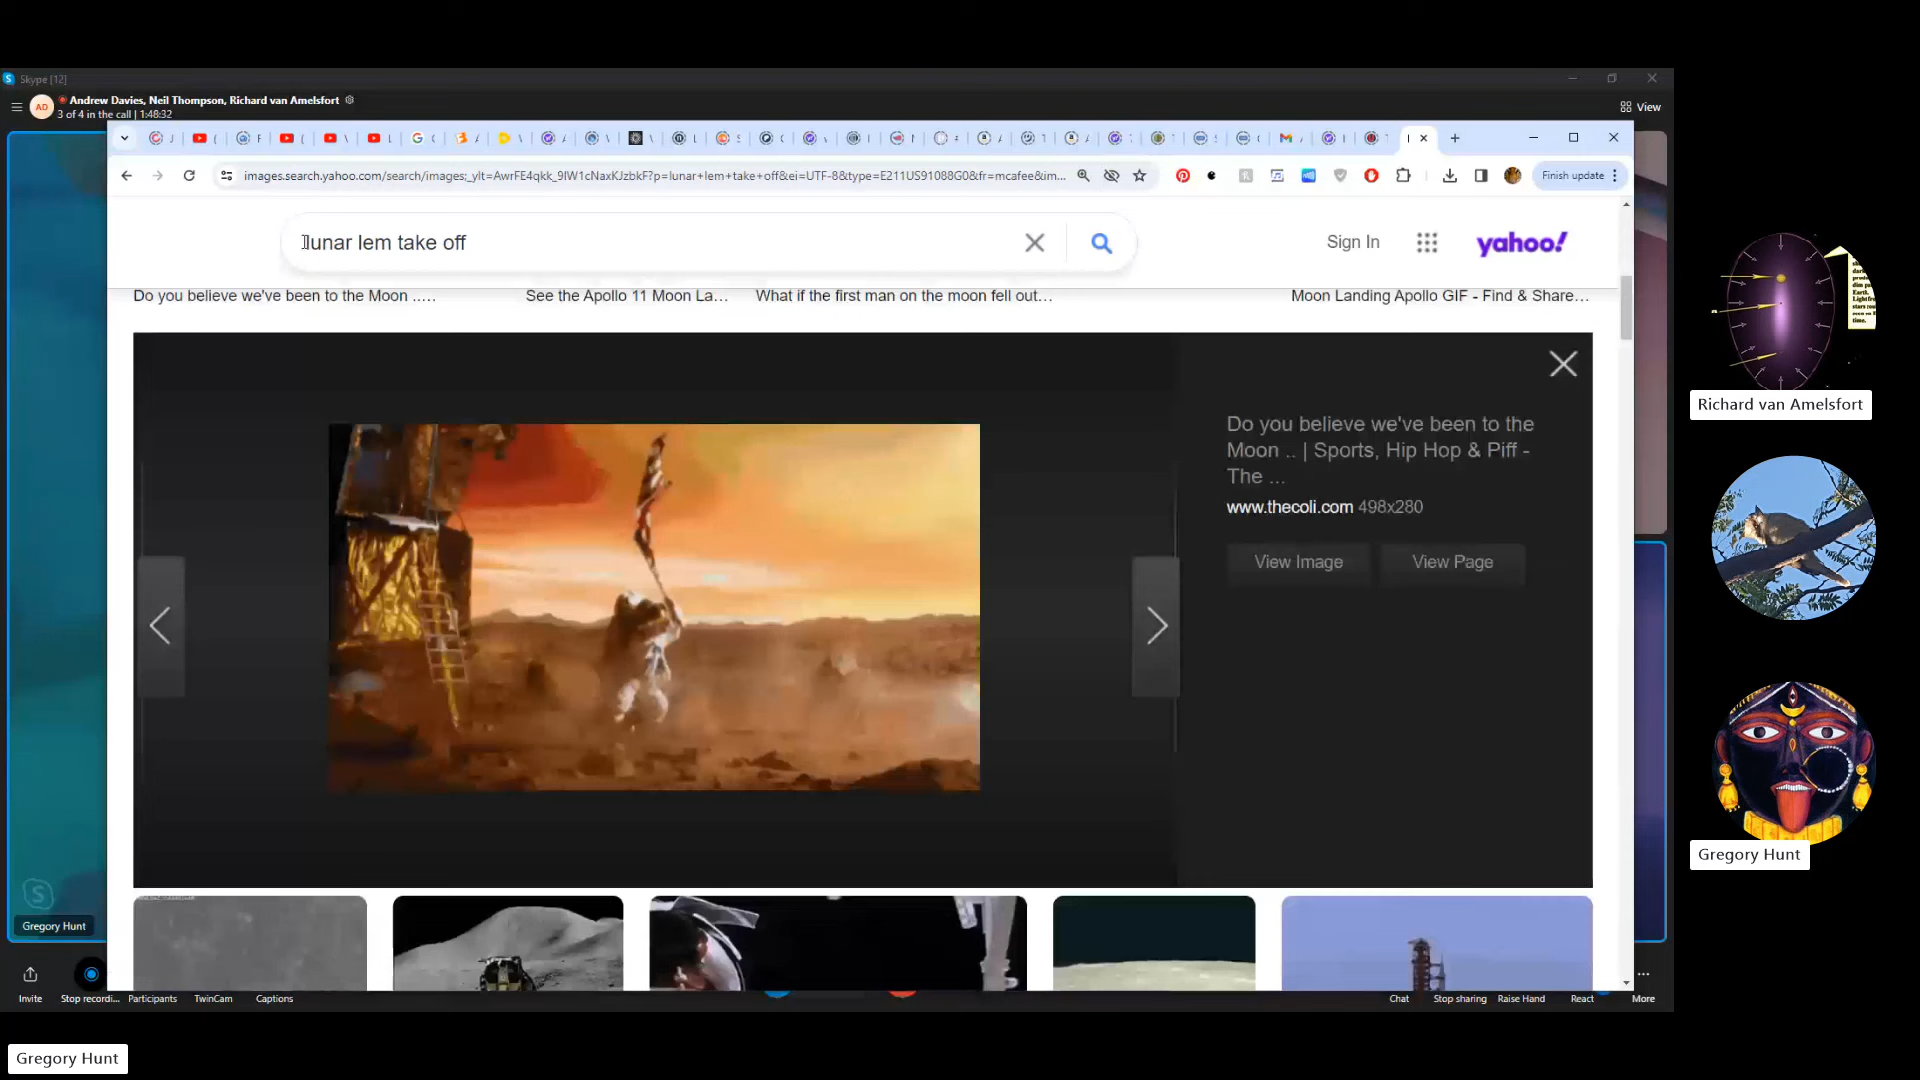 Skype [12]
AD
Andrew Davies, Neil Thompson, Richard van Amelsfort
3 of 4 in the call | 1:48:32
View
images.search.yahoo.com/search/images;_ylt=AwrFE4qkk_9lW1cNaxKJzbkF?p=lunar+lem+take+off&ei=UTF-8&type=E211US91088G0&fr=mcafee&im...
Finish update
lunar lem take off
Sign In
yahoo!
Do you believe we've been to the Moon .....
See the Apollo 11 Moon La...
What if the first man on the moon fell out...
Moon Landing Apollo GIF - Find & Share...
Do you believe we've been to the
Moon .. | Sports, Hip Hop & Piff -
The ...
www.thecoli.com 498x280
View Image
View Page
Richard van Amelsfort
Gregory Hunt
Gregory Hunt
Invite
Stop recordi...
Participants
TwinCam
Captions
Chat
Stop sharing
Raise Hand
React
More
Gregory Hunt